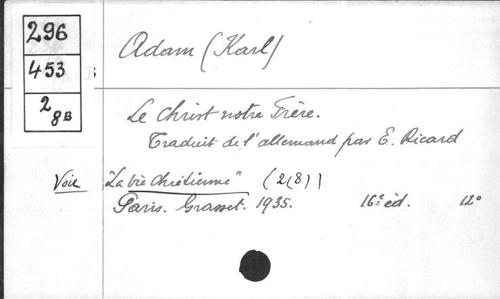 296
453
2
8B
Adam (Karl)
Le Christ notre Frère.
Traduit de l'allemand par E. Ricard
Voir "La vie chrétienne" (2(8))
Paris. Grasset. 1935. 16e éd. 12°